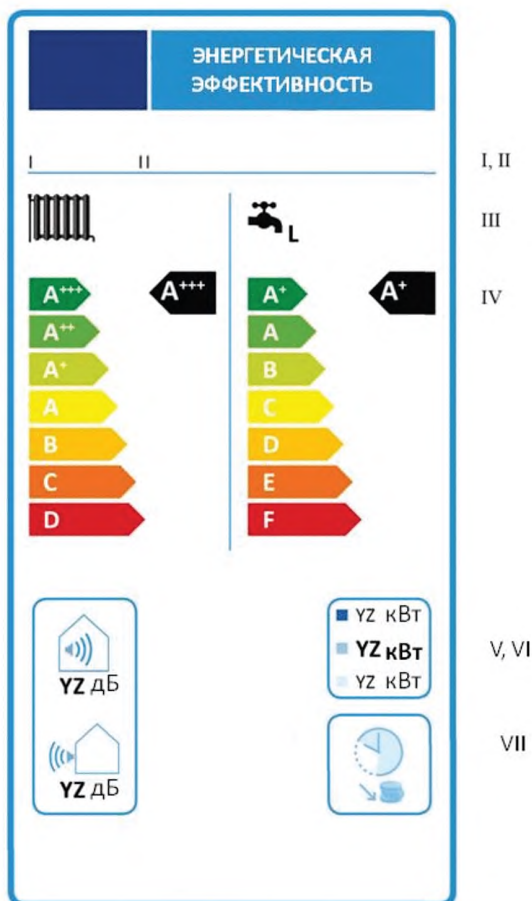 ЭНЕРГЕТИЧЕСКАЯ
ЭФФЕКТИВНОСТЬ
I II
I, II
L
III
A+++ A+++
A++
A+
A
B
C
D
A+ A+
A
B
C
D
E
F
IV
YZ дБ
YZ дБ
YZ кВт
YZ кВт
YZ кВт
V, VI
VII